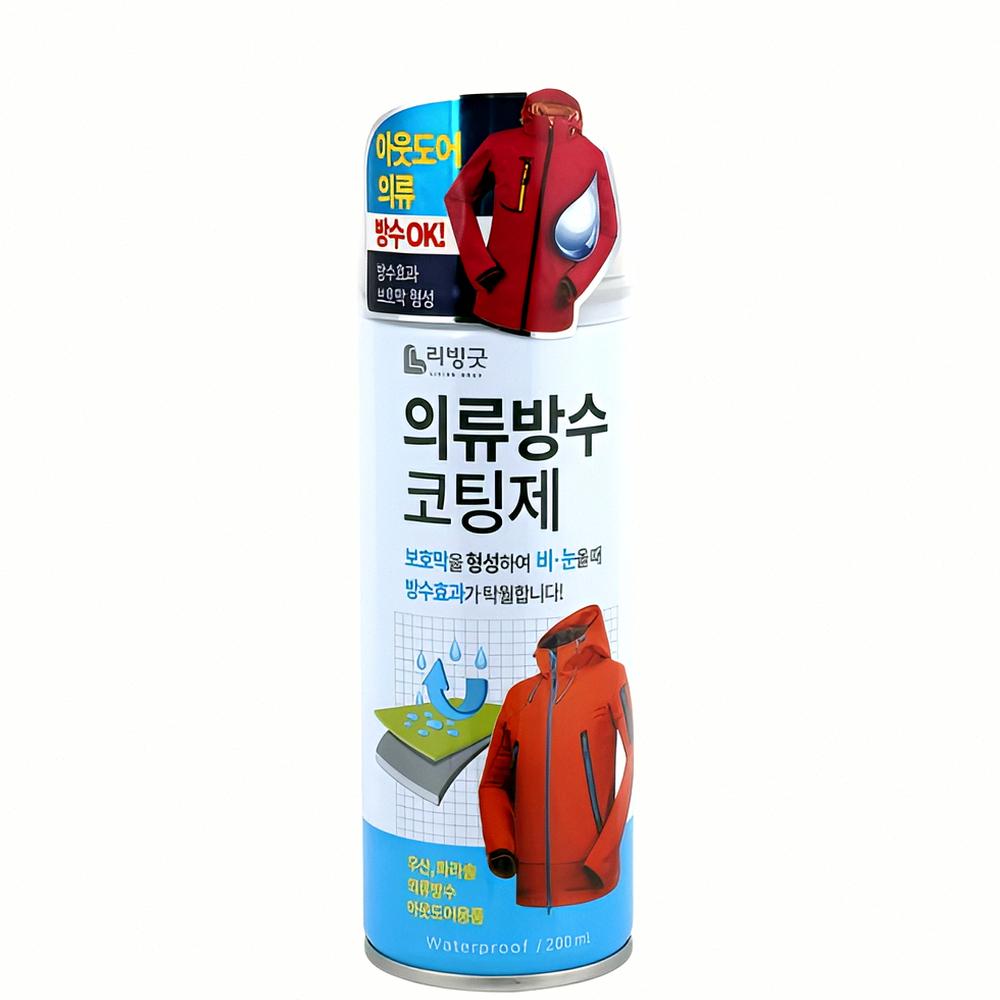 아웃도어
의류
방수 OK!
방수효과
보호막 형성
리빙굿
의류방수
코팅제
보호막을 형성하여 비·눈올 때
방수효과가 탁월합니다!
우산, 파라솔
의류방수
아웃도어용품
Waterproof / 200ml